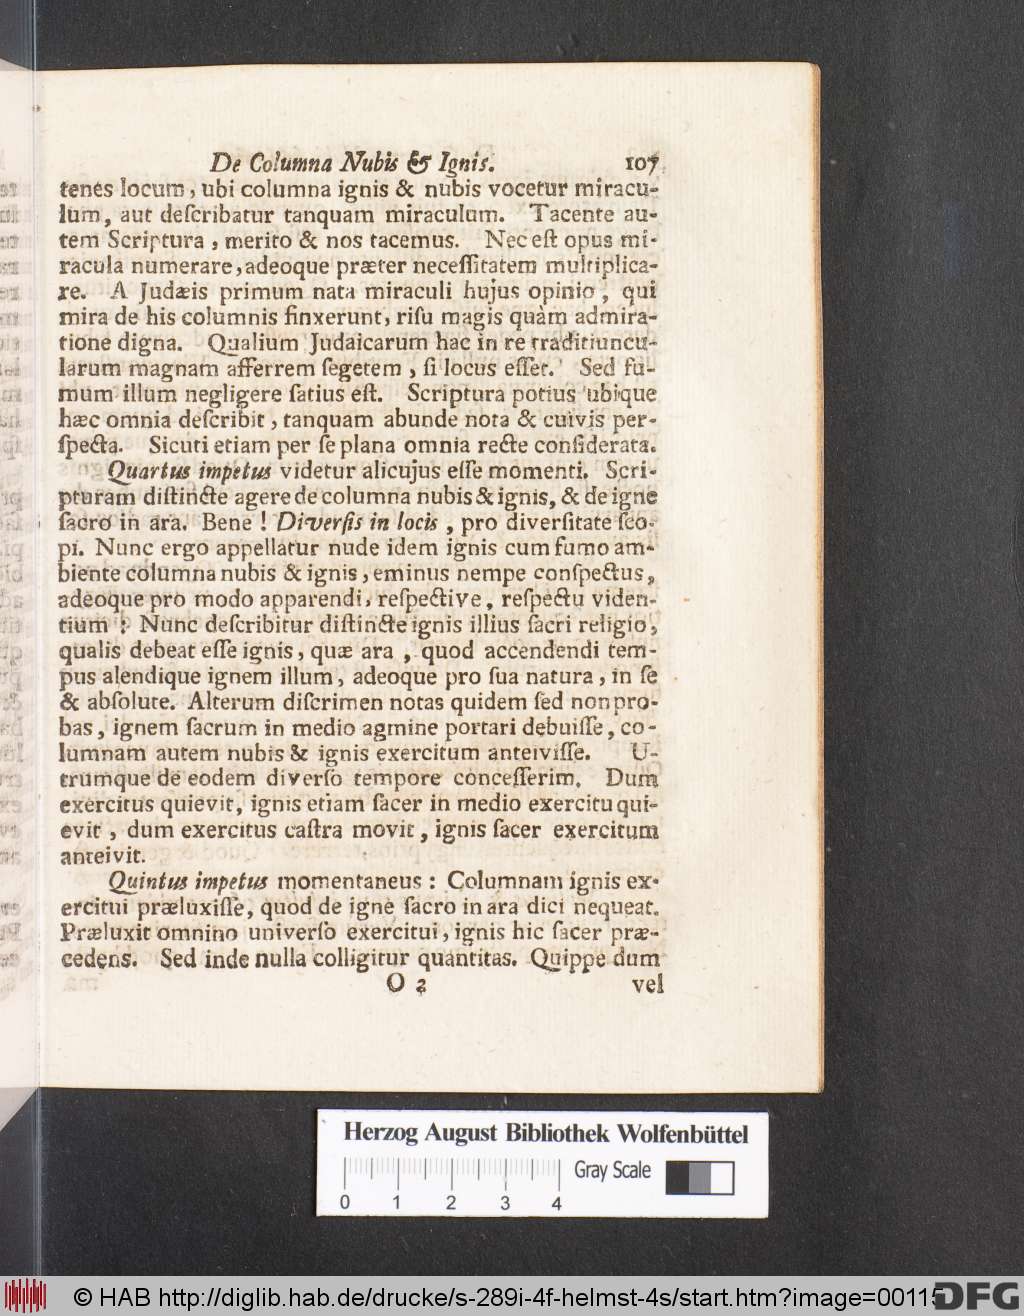 De Columna Nubis & Ignis. 107
tenes locum, ubi columna ignis & nubis vocetur miracu-
lum, aut deſcribatur tanquam miraculum. Tacente au-
tem Scriptura, merito & nos tacemus. Nec eſt opus mi-
racula numerare, adeoque præter neceſſitatem multiplica-
re. A Judæis primum nata miraculi hujus opinio, qui
mira de his columnis finxerunt, riſu magis quàm admira-
tione digna. Qualium Judaicarum hac in re traditiuncu-
larum magnam afferrem ſegetem, ſi locus eſſet. Sed fu-
mum illum negligere ſatius eſt. Scriptura potius ubique
hæc omnia deſcribit, tanquam abunde nota & cuivis per-
ſpecta. Sicuti etiam per ſe plana omnia recte conſiderata.
Quartus impetus videtur alicujus eſſe momenti. Scri-
pturam diſtincte agere de columna nubis & ignis, & de igne
ſacro in ara. Bene! Diverſis in locis, pro diverſitate ſco-
pi. Nunc ergo appellatur nude idem ignis cum fumo am-
biente columna nubis & ignis, eminus nempe conſpectus,
adeoque pro modo apparendi, reſpective, reſpectu viden-
tium: Nunc deſcribitur diſtincte ignis illius ſacri religio,
qualis debeat eſſe ignis, quæ ara, quod accendendi tem-
pus alendique ignem illum, adeoque pro ſua natura, in ſe
& abſolute. Alterum diſcrimen notas quidem ſed non pro-
bas, ignem ſacrum in medio agmine portari debuiſſe, co-
lumnam autem nubis & ignis exercitum anteiviſſe. U-
trumque de eodem diverſo tempore conceſſerim. Dum
exercitus quievit, ignis etiam ſacer in medio exercitu qui-
evit, dum exercitus caſtra movit, ignis ſacer exercitum
anteivit.
Quintus impetus momentaneus: Columnam ignis ex-
ercitui præluxiſſe, quod de igne ſacro in ara dici nequeat.
Præluxit omnino univerſo exercitui, ignis hic ſacer præ-
cedens. Sed inde nulla colligitur quantitas. Quippe dum
O 2 vel
Herzog August Bibliothek Wolfenbüttel
Gray Scale
0 1 2 3 4
© HAB http://diglib.hab.de/drucke/s-289i-4f-helmst-4s/start.htm?image=00115
DFG